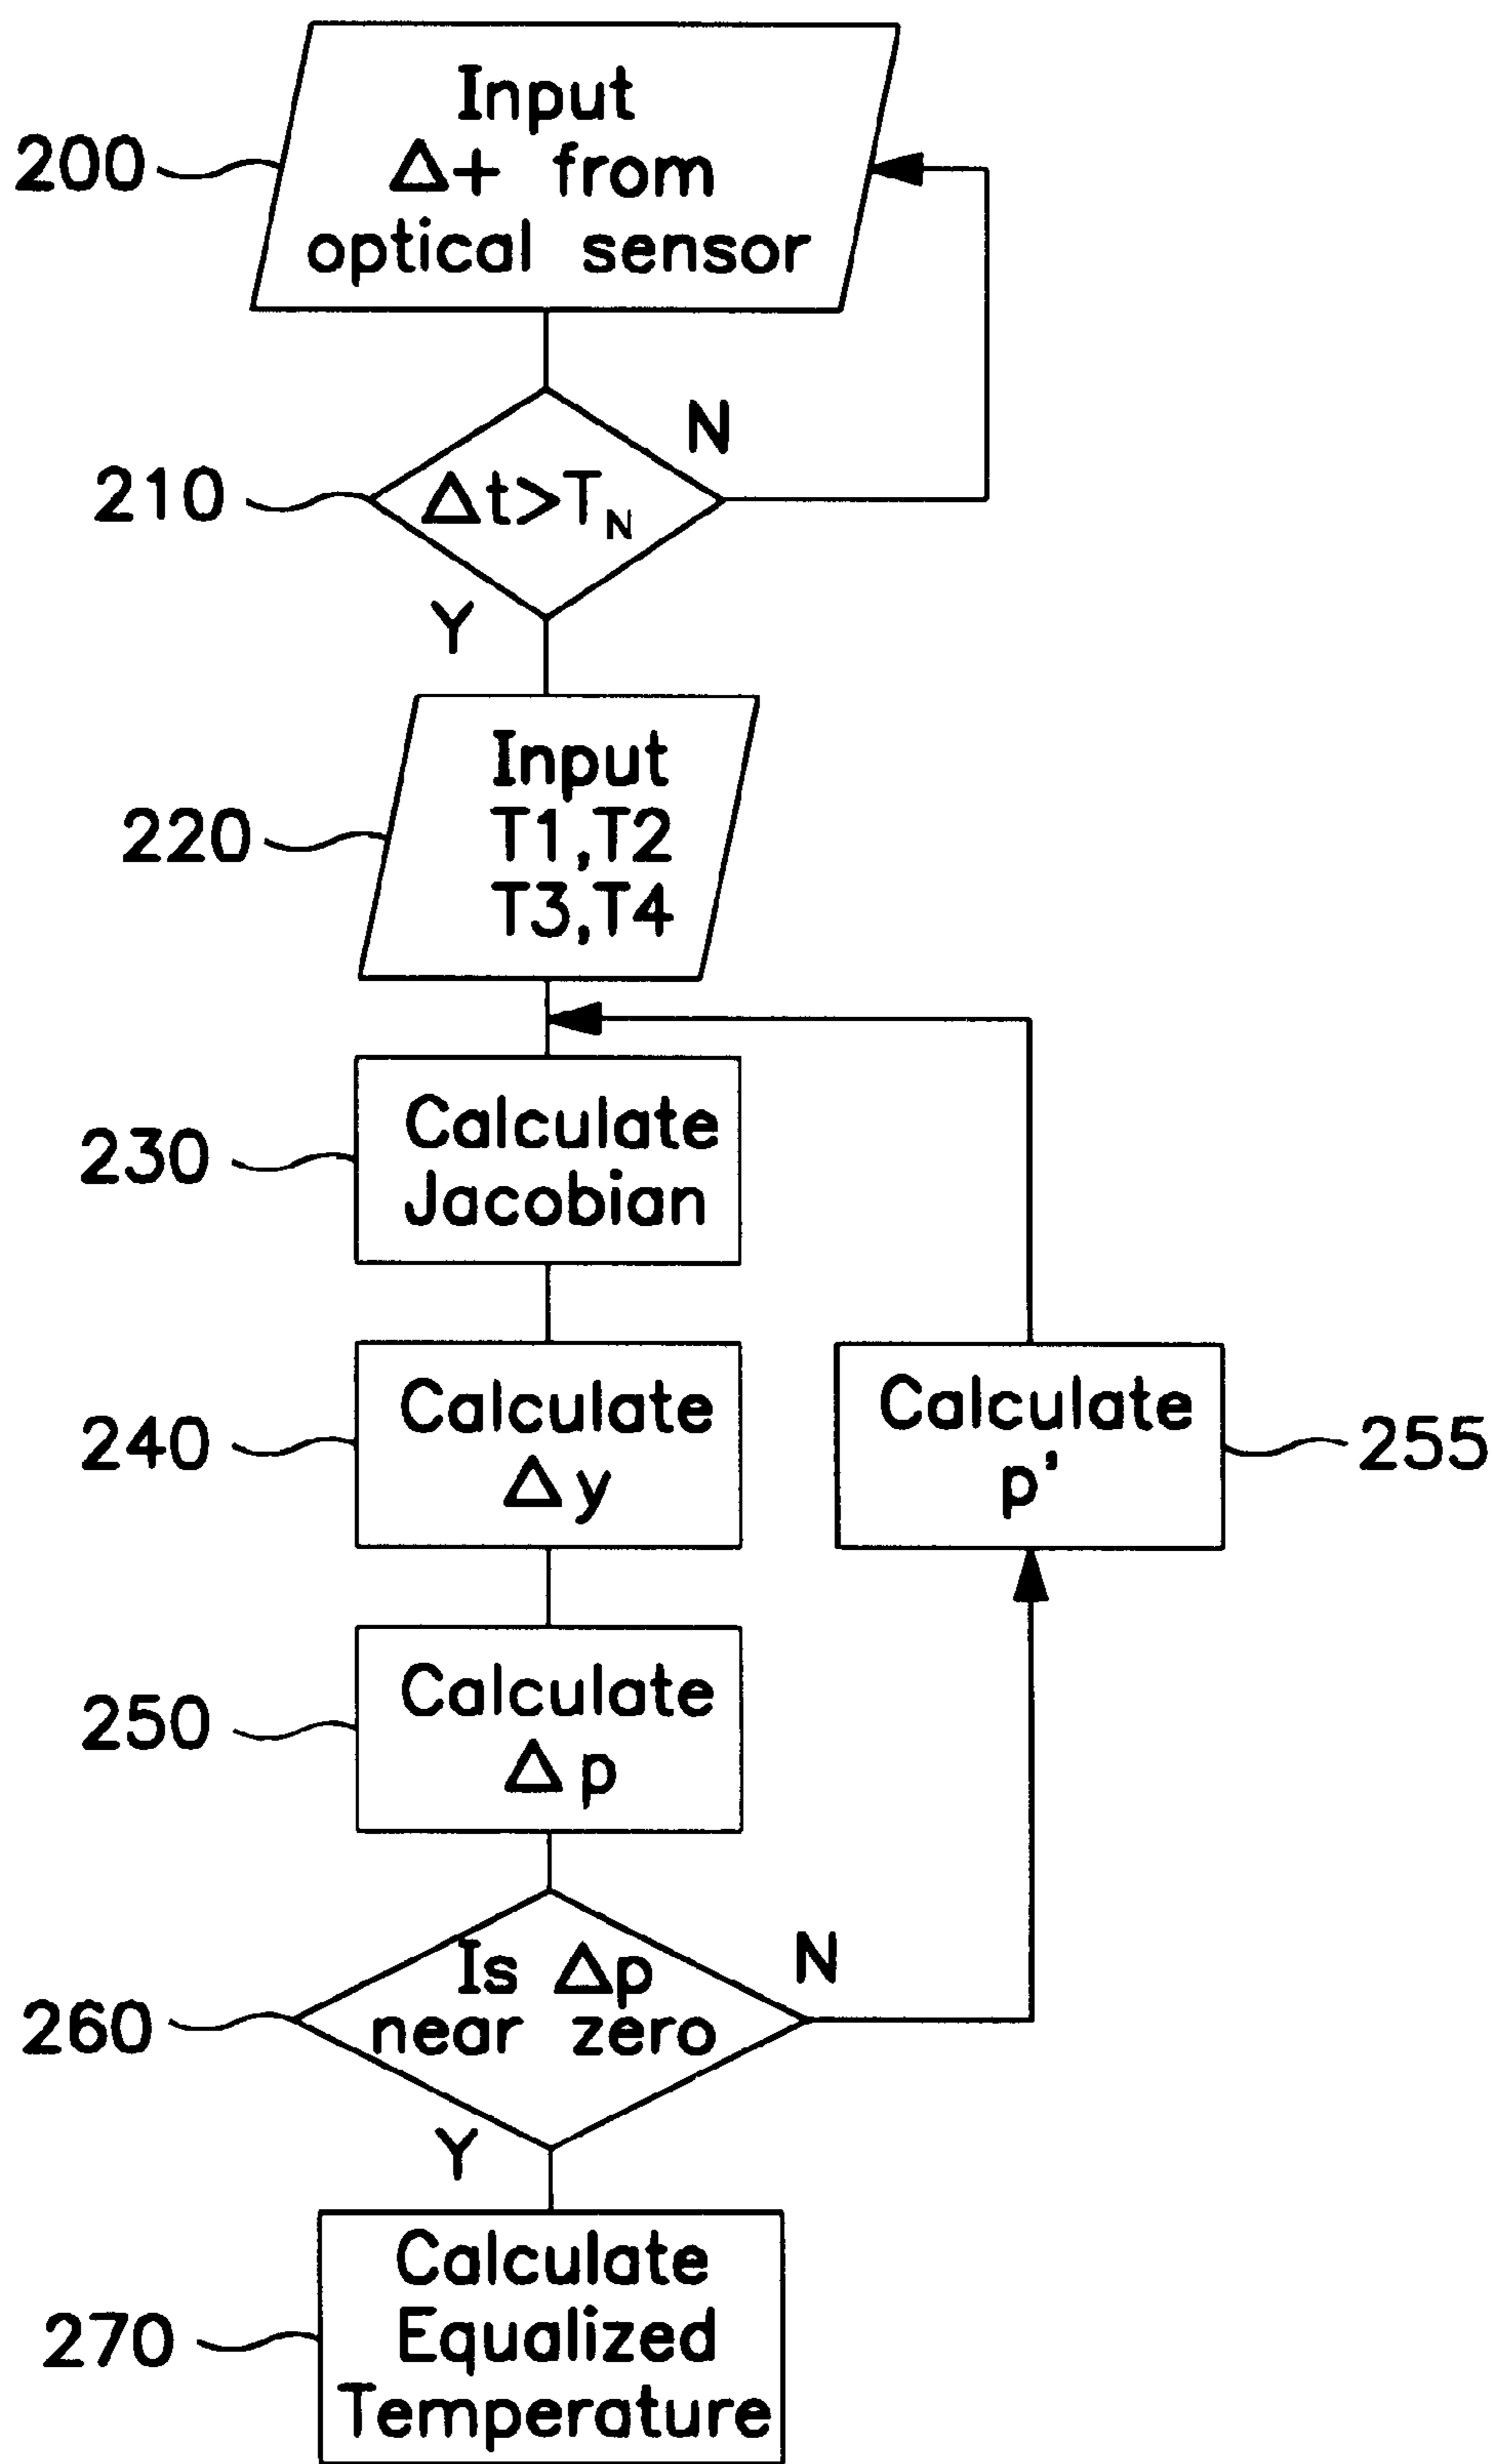 Input
Δ+ from
optical sensor
200
N
210
Δt>T_N
Y
Input
T1,T2
T3,T4
220
Calculate
Jacobian
230
Calculate
Δy
240
Calculate
p'
255
Calculate
Δp
250
Is Δp
near zero
N
260
Y
Calculate
Equalized
Temperature
270